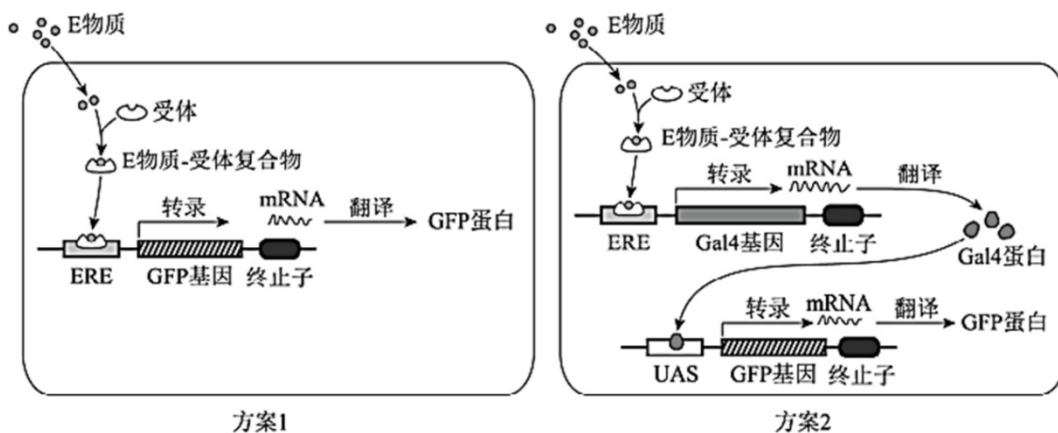 E物质
受体
E物质-受体复合物
转录
mRNA
翻译
GFP蛋白
ERE
GFP基因
终止子
方案1
E物质
受体
E物质-受体复合物
转录
mRNA
翻译
ERE
Gal4基因
终止子
Gal4蛋白
转录
mRNA
翻译
GFP蛋白
UAS
GFP基因
终止子
方案2